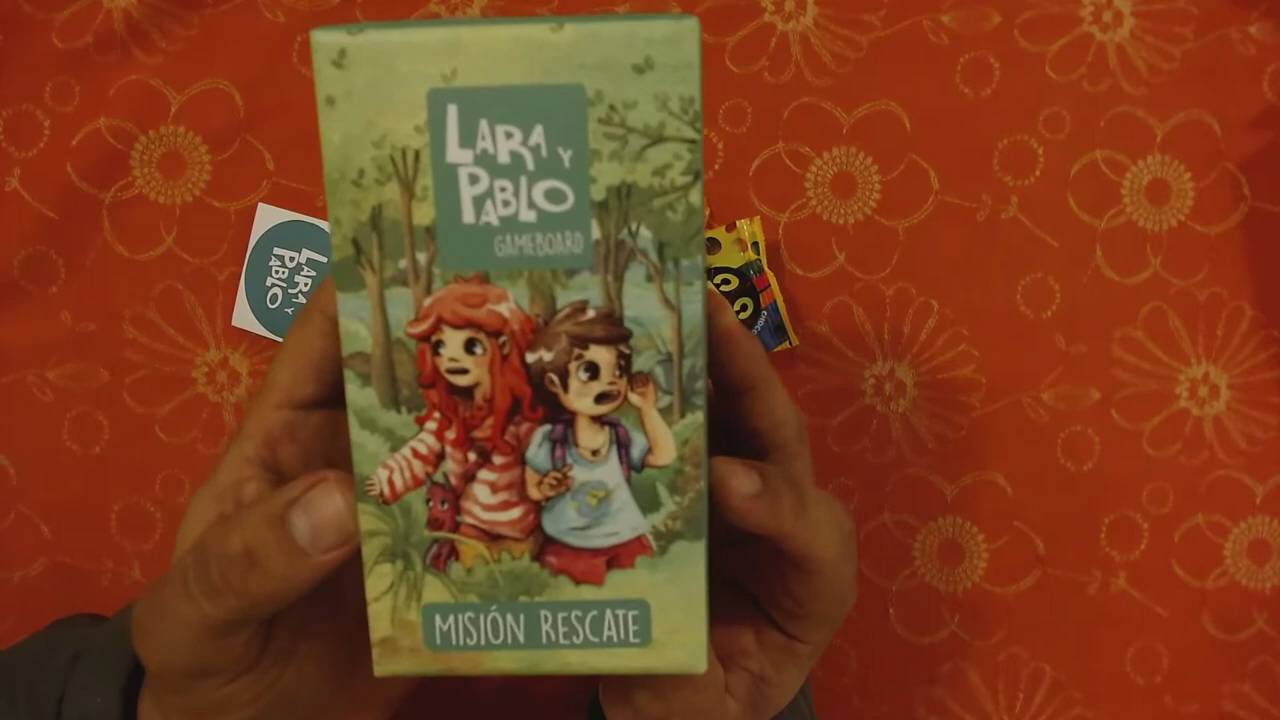 LARA Y
PABLO
GAMEBOARD
MISIÓN RESCATE
LARA Y
PABLO